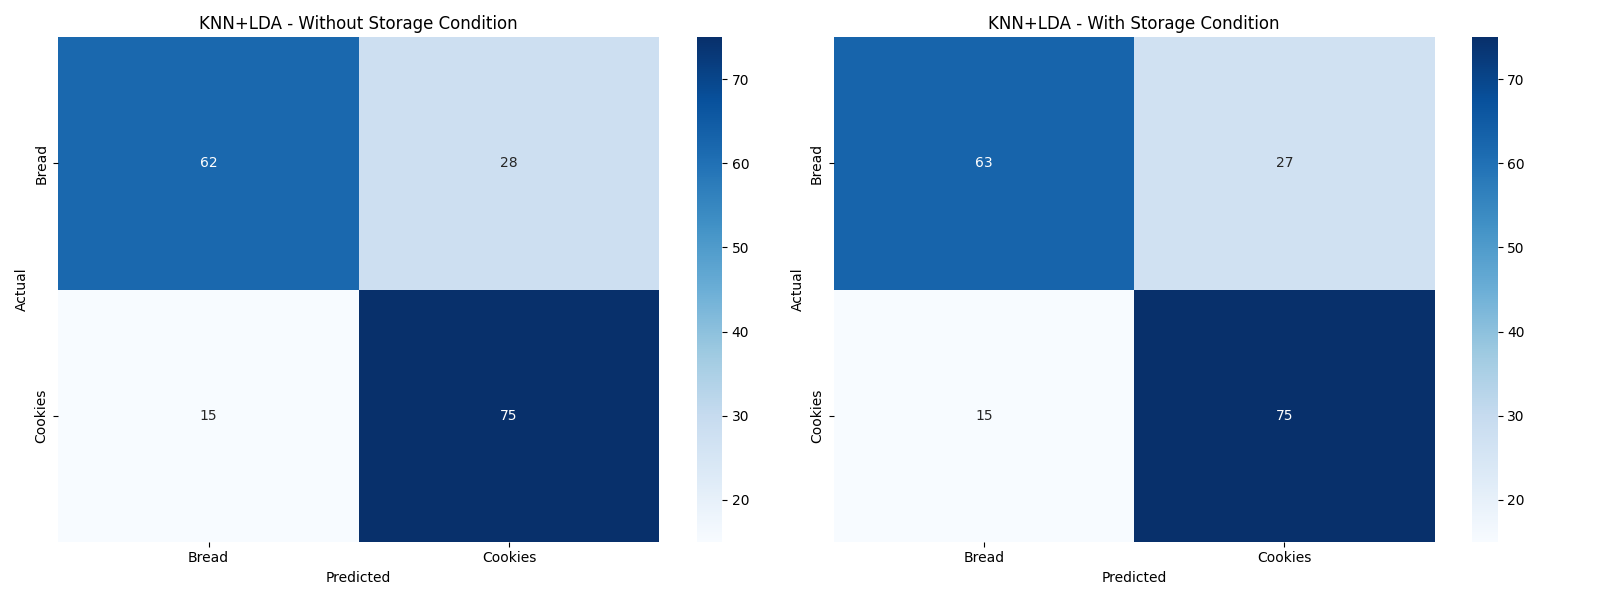 KNN+LDA - Without Storage Condition
Bread
Cookies
Actual
62
28
15
75
Bread
Cookies
Predicted
70
60
50
40
30
20
KNN+LDA - With Storage Condition
Bread
Cookies
Actual
63
27
15
75
Bread
Cookies
Predicted
70
60
50
40
30
20